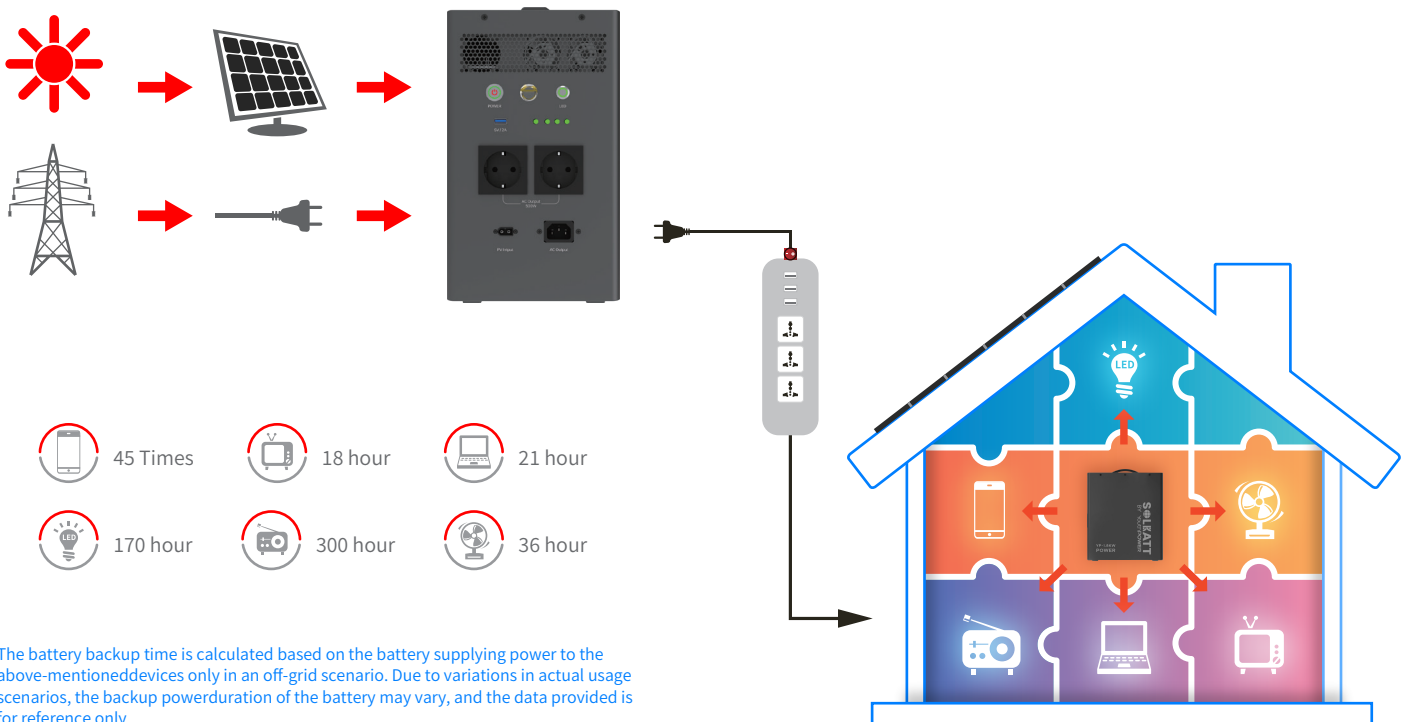 POWER
LED
AC Output
PV Input
45 Times
18 hour
21 hour
LED
170 hour
300 hour
36 hour
The battery backup time is calculated based on the battery supplying power to the
above-mentioneddevices only in an off-grid scenario. Due to variations in actual usage
scenarios, the backup powerduration of the battery may vary, and the data provided is
for reference only
LED
SOLKATT
POWER